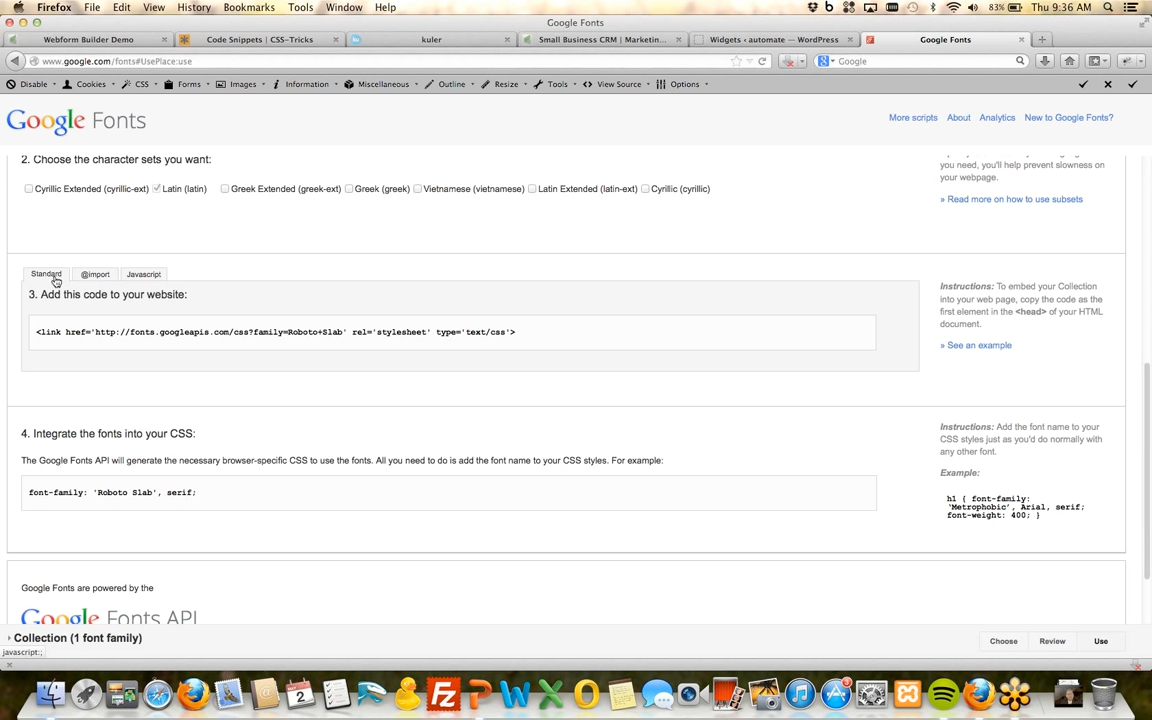 Firefox File Edit View History Bookmarks Tools Window Help 83% Thu 9:36 AM
Google Fonts
Webform Builder Demo Code Snippets | CSS-Tricks kuler Small Business CRM | Marketin... Widgets ‹ automate — WordPress Google Fonts
www.google.com/fonts#UsePlace:use Google
Disable Cookies CSS Forms Images Information Miscellaneous Outline Resize Tools View Source Options
Google Fonts More scripts About Analytics New to Google Fonts?
2. Choose the character sets you want:
Cyrillic Extended (cyrillic-ext) Latin (latin) Greek Extended (greek-ext) Greek (greek) Vietnamese (vietnamese) Latin Extended (latin-ext) Cyrillic (cyrillic)
you need, you'll help prevent slowness on
your webpage.
» Read more on how to use subsets
Standard @import Javascript
3. Add this code to your website:
<link href='http://fonts.googleapis.com/css?family=Roboto+Slab' rel='stylesheet' type='text/css'>
Instructions: To embed your Collection
into your web page, copy the code as the
first element in the <head> of your HTML
document.
» See an example
4. Integrate the fonts into your CSS:
The Google Fonts API will generate the necessary browser-specific CSS to use the fonts. All you need to do is add the font name to your CSS styles. For example:
font-family: 'Roboto Slab', serif;
Instructions: Add the font name to your
CSS styles just as you'd do normally with
any other font.
Example:
h1 { font-family:
'Metrophobic', Arial, serif;
font-weight: 400; }
Google Fonts are powered by the
Google Fonts API
Collection (1 font family) Choose Review Use
javascript:;